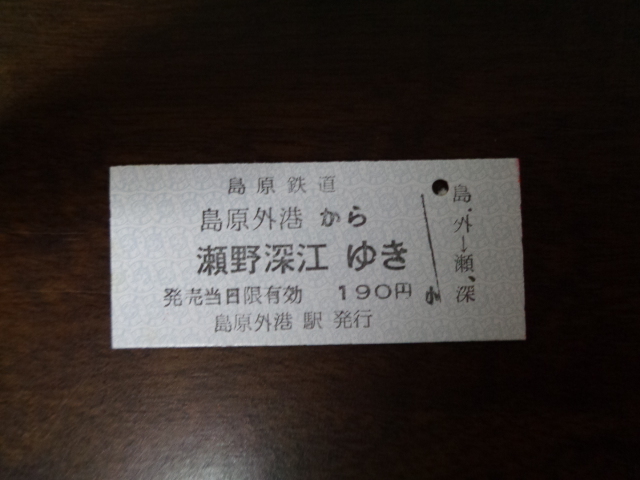 島原鉄道
島原外港 から
瀬野深江 ゆき
発売当日限有効 190円
島原外港 駅 発行
島、外→瀬、深
小